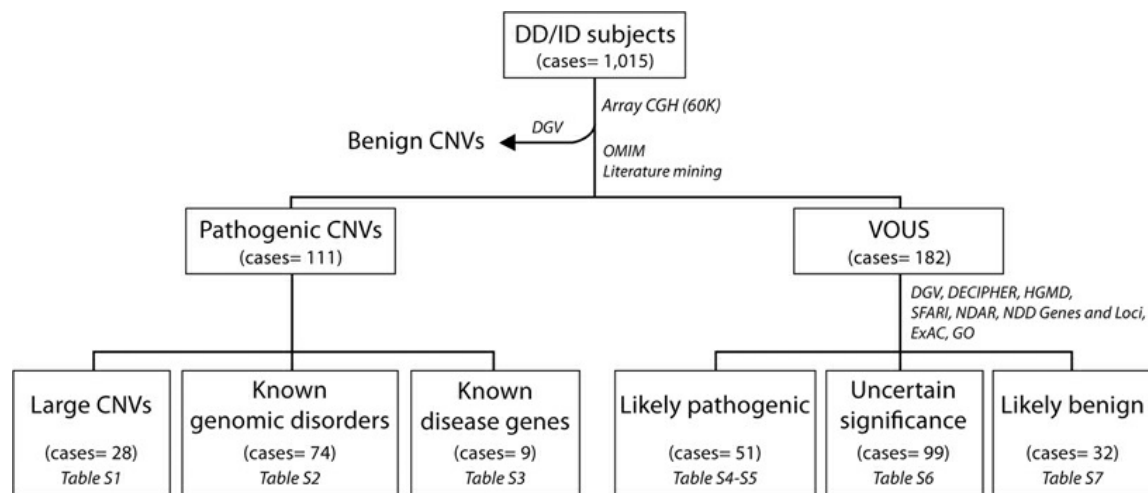 DD/ID subjects
(cases= 1,015)
Array CGH (60K)
DGV
Benign CNVs
OMIM
Literature mining
Pathogenic CNVs
(cases= 111)
VOUS
(cases= 182)
DGV, DECIPHER, HGMD,
SFARI, NDAR, NDD Genes and Loci,
ExAC, GO
Large CNVs
(cases= 28)
Table S1
Known
genomic disorders
(cases= 74)
Table S2
Known
disease genes
(cases= 9)
Table S3
Likely pathogenic
(cases= 51)
Table S4-S5
Uncertain
significance
(cases= 99)
Table S6
Likely benign
(cases= 32)
Table S7